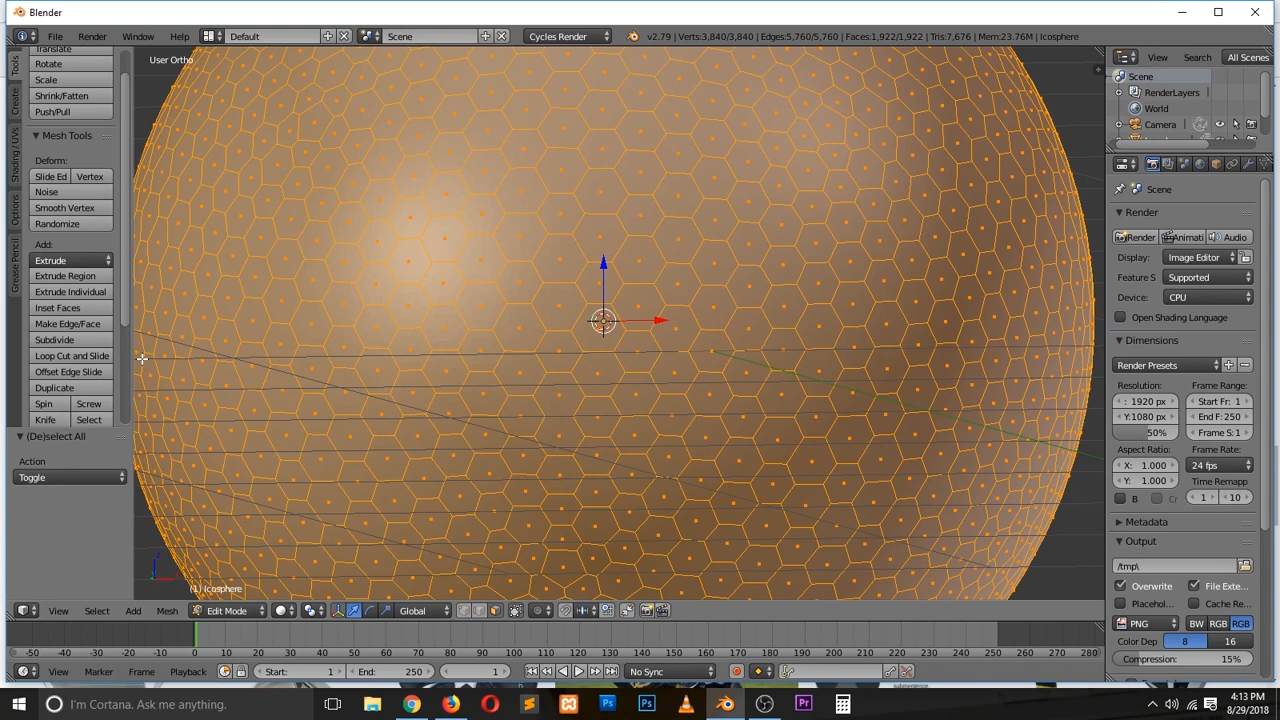 Blender
File Render Window Help Default Scene Cycles Render v2.79 | Verts:3,840/3,840 | Edges:5,760/5,760 | Faces:1,922/1,922 | Tris:7,676 | Mem:23.76M | Icosphere
Tools
Create
Shading / UVs
Options
Grease Pencil
Translate
Rotate
Scale
Shrink/Fatten
Push/Pull
Mesh Tools
Deform:
Slide Ed Vertex
Noise
Smooth Vertex
Randomize
Add:
Extrude
Extrude Region
Extrude Individual
Inset Faces
Make Edge/Face
Subdivide
Loop Cut and Slide
Offset Edge Slide
Duplicate
Spin Screw
Knife Select
(De)select All
Action
Toggle
User Ortho
(1) Icosphere
View Select Add Mesh Edit Mode Global
-50 -40 -30 -20 -10 0 10 20 30 40 50 60 70 80 90 100 110 120 130 140 150 160 170 180 190 200 210 220 230 240 250 260 270 280
View Marker Frame Playback Start: 1 End: 250 1 No Sync
View Search All Scenes
Scene
RenderLayers
World
Camera
Scene
Render
Render Animati Audio
Display: Image Editor
Feature S Supported
Device: CPU
Open Shading Language
Dimensions
Render Presets
Resolution: Frame Range:
: 1920 px Start Fr: 1
Y:1080 px End F:250
50% Frame S:1
Aspect Ratio: Frame Rate:
X: 1.000 24 fps
Y: 1.000 Time Remapp
B Cr 1 10
Metadata
Output
/tmp\
Overwrite File Exte...
Placehol... Cache Re...
PNG BW RGB RGB
Color Dep 8 16
Compression: 15%
I'm Cortana. Ask me anything.
Ps Ps Pr
4:13 PM
8/29/2018